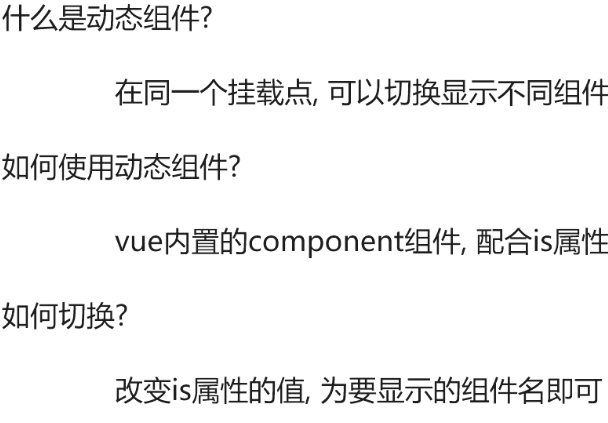 什么是动态组件?
在同一个挂载点, 可以切换显示不同组件
如何使用动态组件?
vue内置的component组件, 配合is属性
如何切换?
改变is属性的值, 为要显示的组件名即可